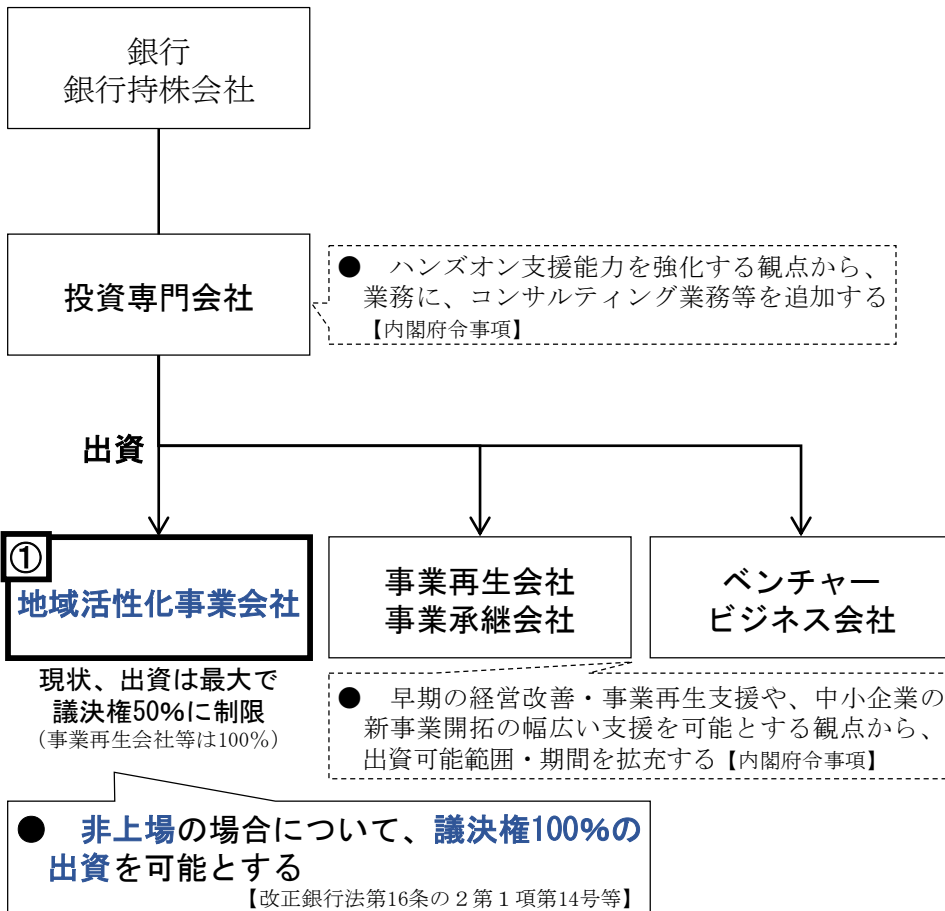 銀行
銀行持株会社
投資専門会社
● ハンズオン支援能力を強化する観点から、
業務に、コンサルティング業務等を追加する
【内閣府令事項】
出資
①
地域活性化事業会社
事業再生会社
事業承継会社
ベンチャー
ビジネス会社
現状、出資は最大で
議決権50%に制限
（事業再生会社等は100%）
● 早期の経営改善・事業再生支援や、中小企業の
新事業開拓の幅広い支援を可能とする観点から、
出資可能範囲・期間を拡充する【内閣府令事項】
● 非上場の場合について、議決権100%の
出資を可能とする
【改正銀行法第16条の２第１項第14号等】